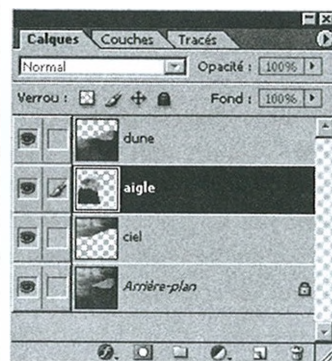 Calques Couches Tracés
Normal Opacité : 100%
Verrou : Fond : 100%
dune
aigle
ciel
Arrière-plan